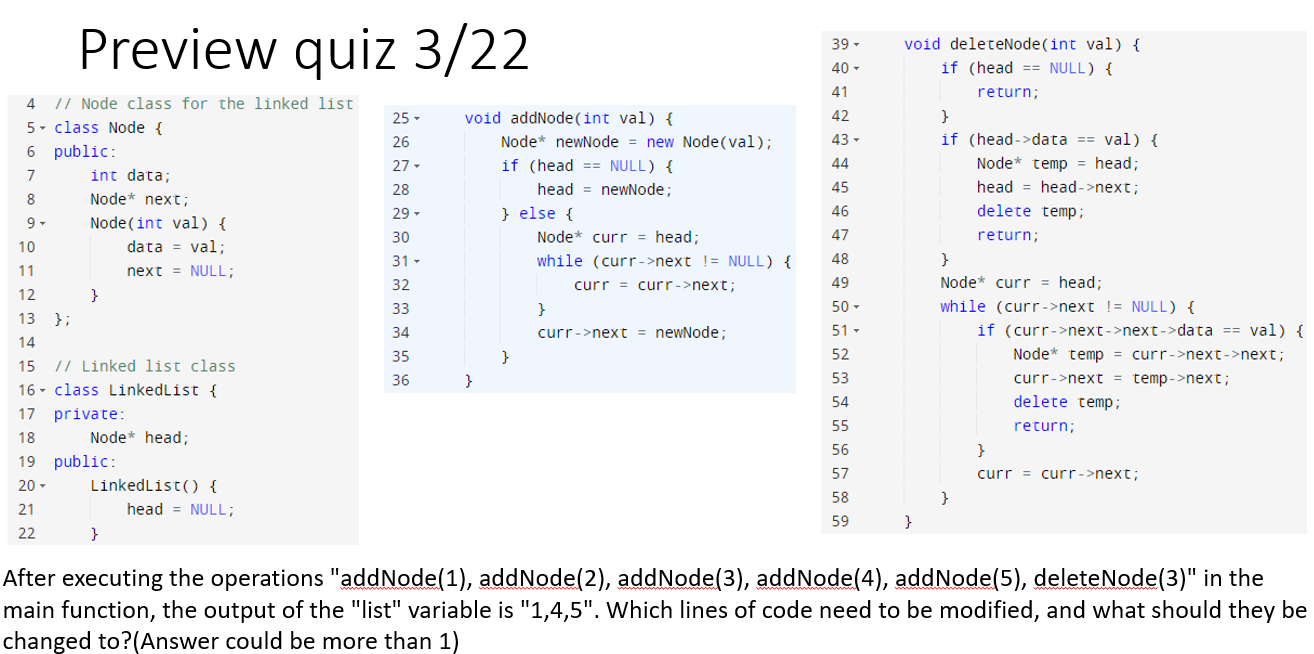 Preview quiz 3/22
4 // Node class for the linked list
5 class Node {
6 public:
7 int data;
8 Node* next;
9 Node(int val) {
10 data = val;
11 next = NULL;
12 }
13 };
14
15 // Linked list class
16 class LinkedList {
17 private:
18 Node* head;
19 public:
20 LinkedList() {
21 head = NULL;
22 }
25 void addNode(int val) {
26 Node* newNode = new Node(val);
27 if (head == NULL) {
28 head = newNode;
29 } else {
30 Node* curr = head;
31 while (curr->next != NULL) {
32 curr = curr->next;
33 }
34 curr->next = newNode;
35 }
36 }
39 void deleteNode(int val) {
40 if (head == NULL) {
41 return;
42 }
43 if (head->data == val) {
44 Node* temp = head;
45 head = head->next;
46 delete temp;
47 return;
48 }
49 Node* curr = head;
50 while (curr->next != NULL) {
51 if (curr->next->next->data == val) {
52 Node* temp = curr->next->next;
53 curr->next = temp->next;
54 delete temp;
55 return;
56 }
57 curr = curr->next;
58 }
59 }
After executing the operations "addNode(1), addNode(2), addNode(3), addNode(4), addNode(5), deleteNode(3)" in the
main function, the output of the "list" variable is "1,4,5". Which lines of code need to be modified, and what should they be
changed to?(Answer could be more than 1)